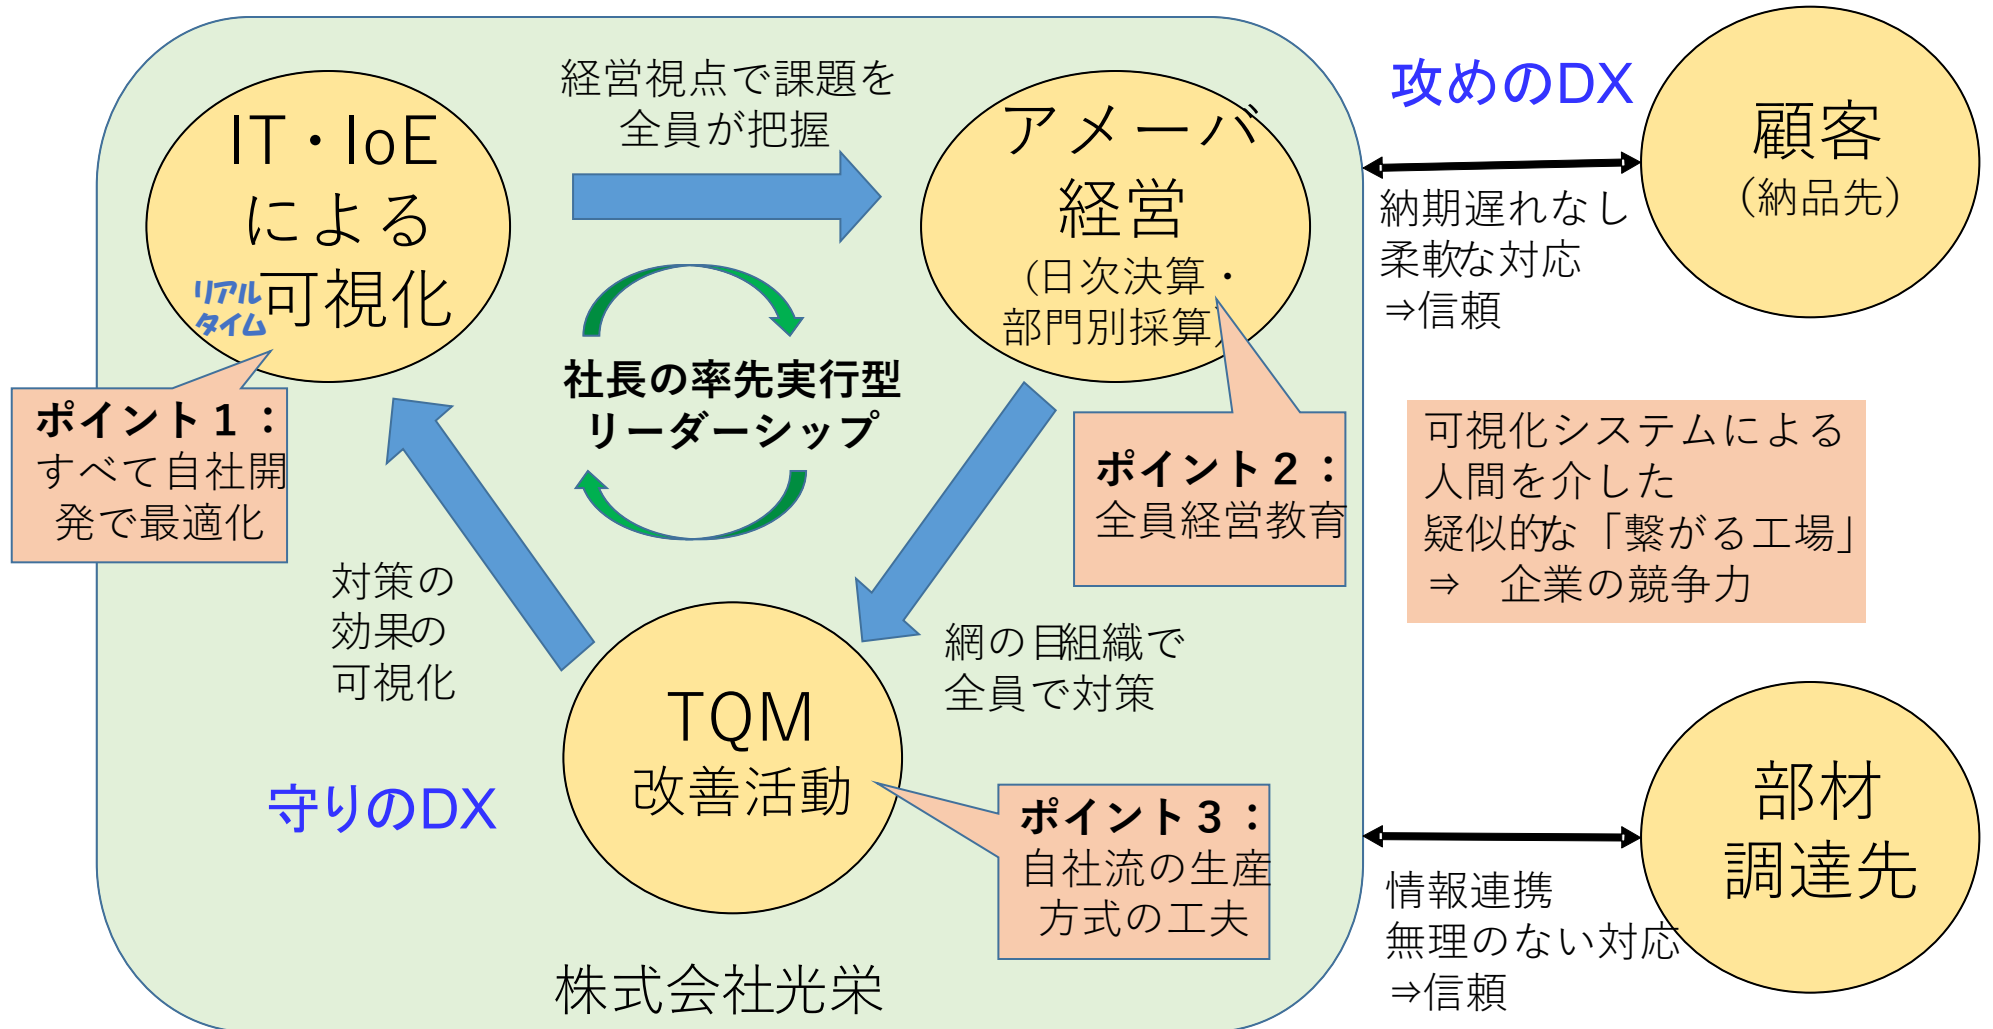 経営視点で課題を
全員が把握
IT・IoE
による
可視化
リアル
タイム
アメーバ
経営
（日次決算・
部門別採算）
攻めのDX
顧客
（納品先）
納期遅れなし
柔軟な対応
⇒信頼
社長の率先実行型
リーダーシップ
ポイント１：
すべて自社開
発で最適化
ポイント２：
全員経営教育
可視化システムによる
人間を介した
疑似的な「繋がる工場」
⇒　企業の競争力
対策の
効果の
可視化
網の目組織で
全員で対策
TQM
改善活動
守りのDX
ポイント３：
自社流の生産
方式の工夫
部材
調達先
情報連携
無理のない対応
⇒信頼
株式会社光栄